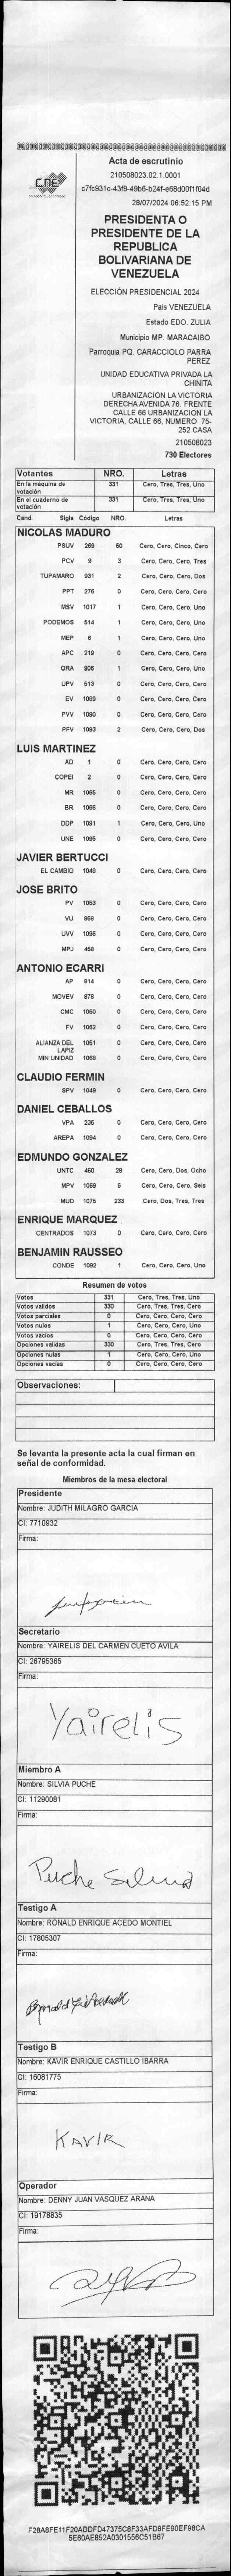 CNE
Acta de escrutinio
210508023.02.1.0001
c7fc931c-43f9-49b6-b24f-e68d00f1f04d
28/07/2024 06:52:15 PM
PRESIDENTA O
PRESIDENTE DE LA
REPUBLICA
BOLIVARIANA DE
VENEZUELA
ELECCIÓN PRESIDENCIAL 2024
Pais VENEZUELA
Estado EDO. ZULIA
Municipio MP. MARACAIBO
Parroquia PQ. CARACCIOLO PARRA
PEREZ
UNIDAD EDUCATIVA PRIVADA LA
CHINITA
URBANIZACION LA VICTORIA
DERECHA AVENIDA 76. FRENTE
CALLE 66 URBANIZACION LA
VICTORIA, CALLE 66, NUMERO 75-
252 CASA
210508023
730 Electores
Votantes NRO. Letras
En la máquina de votación 331 Cero, Tres, Tres, Uno
En el cuaderno de votación 331 Cero, Tres, Tres, Uno
Cand. Sigla Código NRO. Letras
NICOLAS MADURO
PSUV 269 50 Cero, Cero, Cinco, Cero
PCV 9 3 Cero, Cero, Cero, Tres
TUPAMARO 931 2 Cero, Cero, Cero, Dos
PPT 276 0 Cero, Cero, Cero, Cero
MSV 1017 1 Cero, Cero, Cero, Uno
PODEMOS 514 1 Cero, Cero, Cero, Uno
MEP 6 1 Cero, Cero, Cero, Uno
APC 219 0 Cero, Cero, Cero, Cero
ORA 906 1 Cero, Cero, Cero, Uno
UPV 513 0 Cero, Cero, Cero, Cero
EV 1089 0 Cero, Cero, Cero, Cero
PVV 1090 0 Cero, Cero, Cero, Cero
PFV 1093 2 Cero, Cero, Cero, Dos
LUIS MARTINEZ
AD 1 0 Cero, Cero, Cero, Cero
COPEI 2 0 Cero, Cero, Cero, Cero
MR 1065 0 Cero, Cero, Cero, Cero
BR 1066 0 Cero, Cero, Cero, Cero
DDP 1091 1 Cero, Cero, Cero, Uno
UNE 1095 0 Cero, Cero, Cero, Cero
JAVIER BERTUCCI
EL CAMBIO 1048 0 Cero, Cero, Cero, Cero
JOSE BRITO
PV 1053 0 Cero, Cero, Cero, Cero
VU 868 0 Cero, Cero, Cero, Cero
UVV 1096 0 Cero, Cero, Cero, Cero
MPJ 456 0 Cero, Cero, Cero, Cero
ANTONIO ECARRI
AP 814 0 Cero, Cero, Cero, Cero
MOVEV 878 0 Cero, Cero, Cero, Cero
CMC 1050 0 Cero, Cero, Cero, Cero
FV 1062 0 Cero, Cero, Cero, Cero
ALIANZA DEL LAPIZ 1051 0 Cero, Cero, Cero, Cero
MIN UNIDAD 1068 0 Cero, Cero, Cero, Cero
CLAUDIO FERMIN
SPV 1049 0 Cero, Cero, Cero, Cero
DANIEL CEBALLOS
VPA 236 0 Cero, Cero, Cero, Cero
AREPA 1094 0 Cero, Cero, Cero, Cero
EDMUNDO GONZALEZ
UNTC 460 28 Cero, Cero, Dos, Ocho
MPV 1069 6 Cero, Cero, Cero, Seis
MUD 1076 233 Cero, Dos, Tres, Tres
ENRIQUE MARQUEZ
CENTRADOS 1073 0 Cero, Cero, Cero, Cero
BENJAMIN RAUSSEO
CONDE 1092 1 Cero, Cero, Cero, Uno
Resumen de votos
Votos 331 Cero, Tres, Tres, Uno
Votos validos 330 Cero, Tres, Tres, Cero
Votos parciales 0 Cero, Cero, Cero, Cero
Votos nulos 1 Cero, Cero, Cero, Uno
Votos vacios 0 Cero, Cero, Cero, Cero
Opciones validas 330 Cero, Tres, Tres, Cero
Opciones nulas 1 Cero, Cero, Cero, Uno
Opciones vacias 0 Cero, Cero, Cero, Cero
Observaciones:
Se levanta la presente acta la cual firman en
señal de conformidad.
Miembros de la mesa electoral
Presidente
Nombre: JUDITH MILAGRO GARCIA
CI: 7710932
Firma:
Secretario
Nombre: YAIRELIS DEL CARMEN CUETO AVILA
CI: 26795365
Firma:
Yairelis
Miembro A
Nombre: SILVIA PUCHE
CI: 11290081
Firma:
Puche Silvia
Testigo A
Nombre: RONALD ENRIQUE ACEDO MONTIEL
CI: 17805307
Firma:
Testigo B
Nombre: KAVIR ENRIQUE CASTILLO IBARRA
CI: 16081775
Firma:
KAVIR
Operador
Nombre: DENNY JUAN VASQUEZ ARANA
CI: 19178835
Firma:
F28A8FE11F20ADDFD47375C8F33AFD8FE90EF98CA
5E60AE852A0301556C51B67